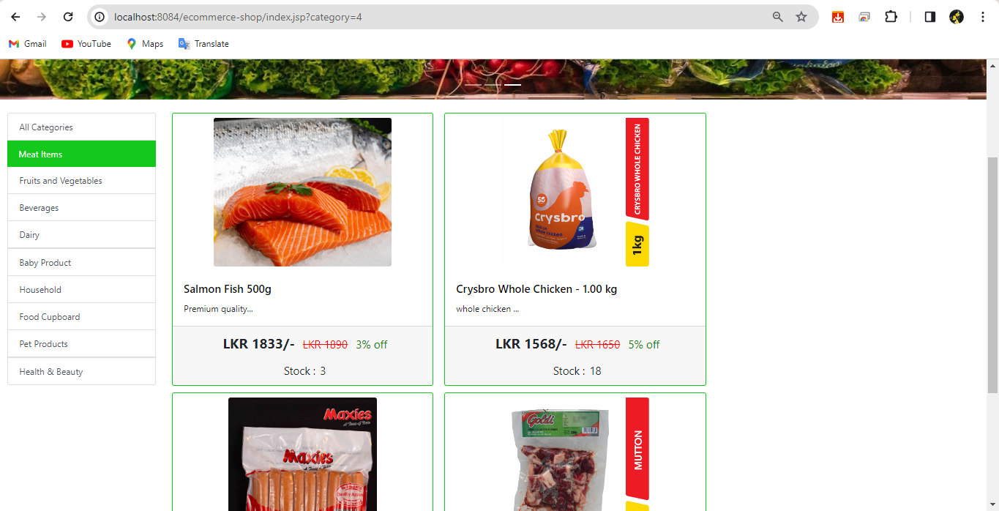 localhost:8084/ecommerce-shop/index.jsp?category=4
Gmail YouTube Maps Translate
All Categories
Meat Items
Fruits and Vegetables
Beverages
Dairy
Baby Product
Household
Food Cupboard
Pet Products
Health & Beauty
CRYSBRO WHOLE CHICKEN
1kg
Crysbro
whole chicken
Salmon Fish 500g
Premium quality...
LKR 1833/- LKR 1890 3% off
Stock : 3
Crysbro Whole Chicken - 1.00 kg
whole chicken ...
LKR 1568/- LKR 1650 5% off
Stock : 18
Maxies
Maxies
MUTTON